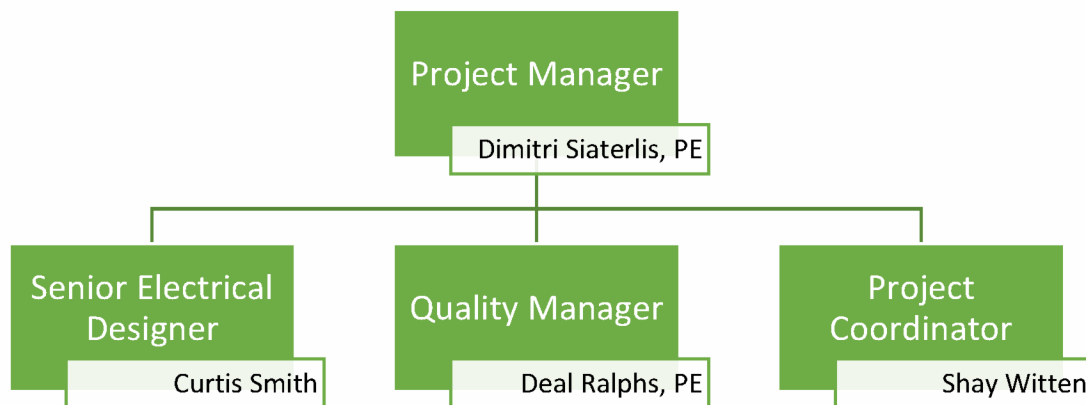 Project Manager
Dimitri Siaterlis, PE
Senior Electrical
Designer
Curtis Smith
Quality Manager
Deal Ralphs, PE
Project
Coordinator
Shay Witten